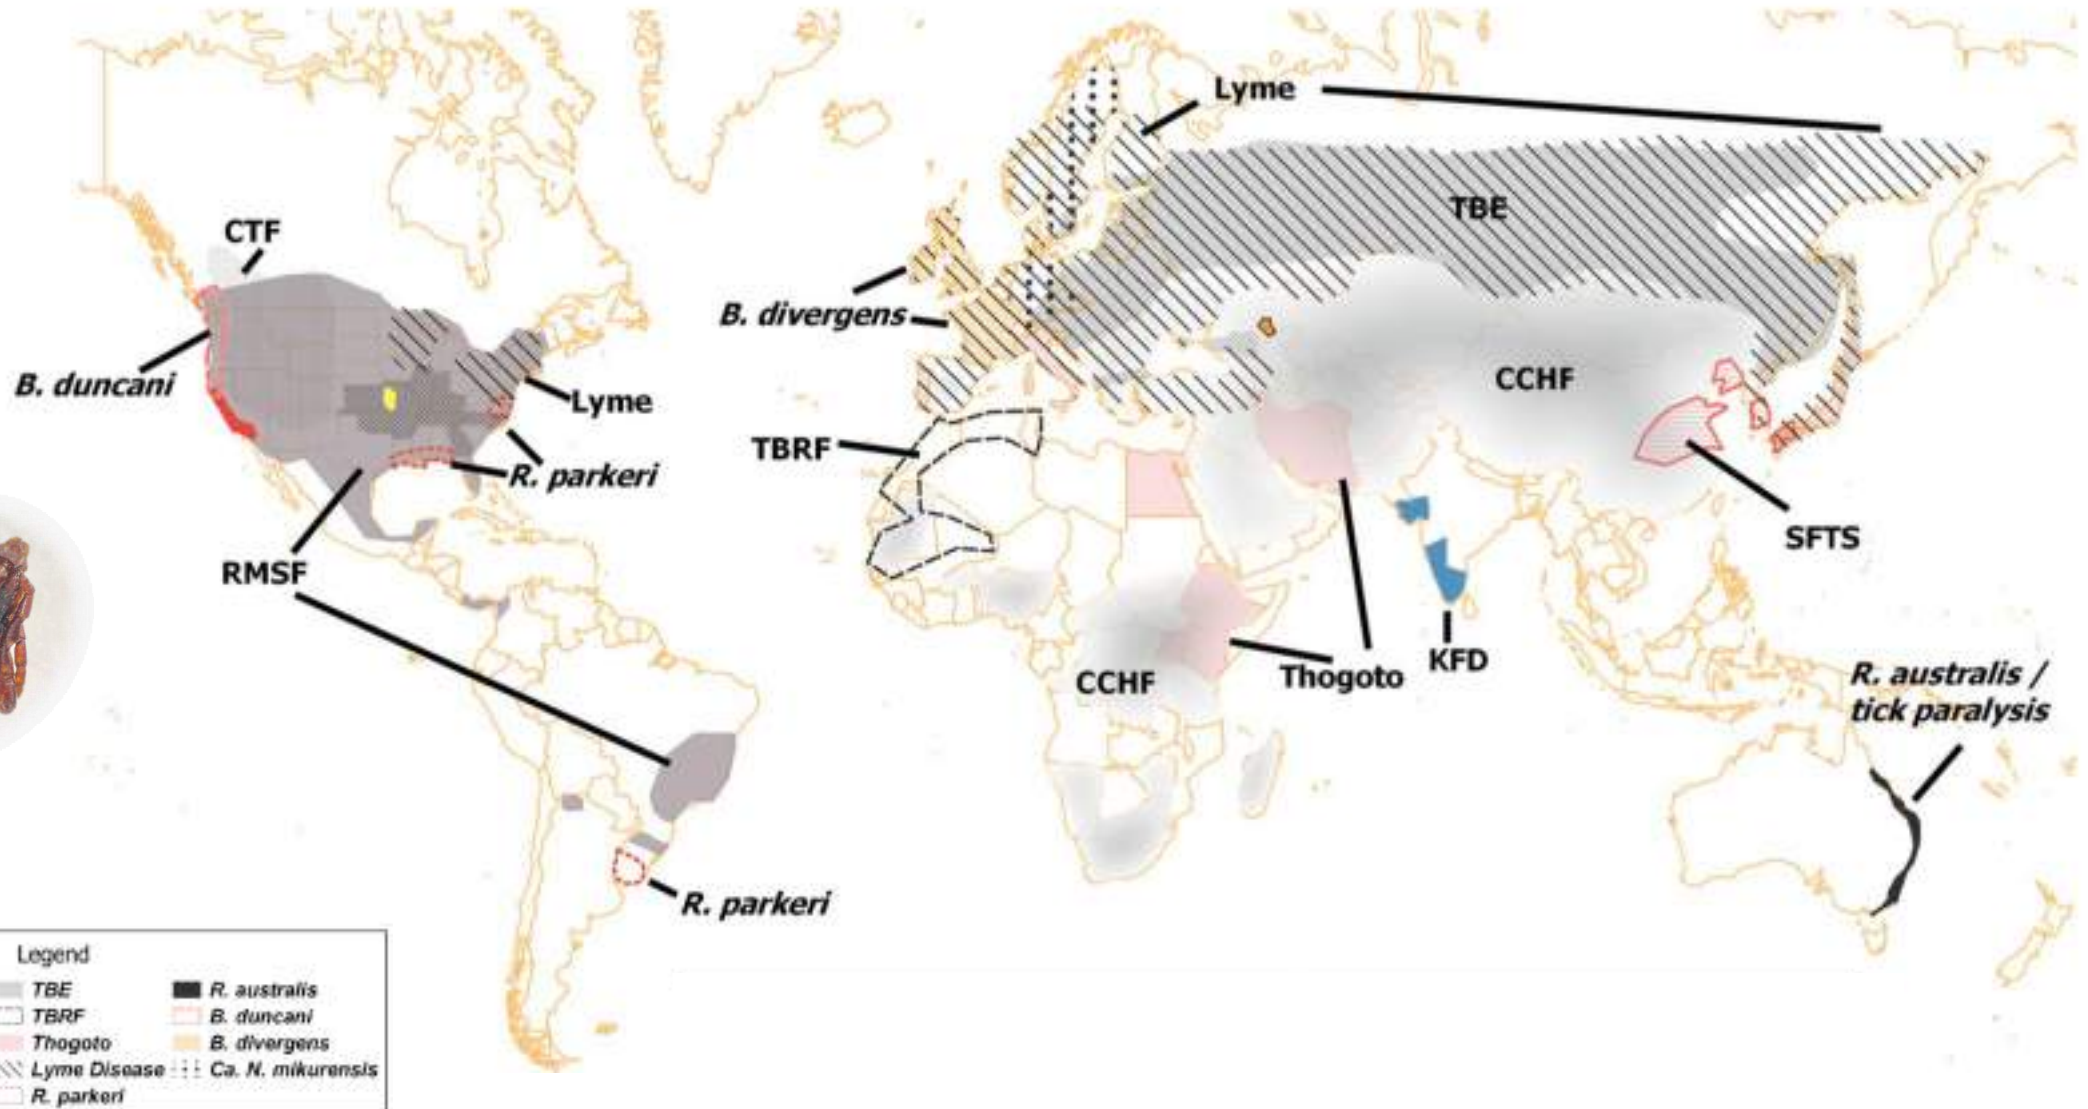 Lyme
TBE
CTF
B. divergens
B. duncani
CCHF
Lyme
TBRF
R. parkeri
SFTS
RMSF
CCHF
Thogoto
KFD
R. australis /
tick paralysis
R. parkeri
Legend
TBE
R. australis
TBRF
B. duncani
Thogoto
B. divergens
Lyme Disease
Ca. N. mikurensis
R. parkeri